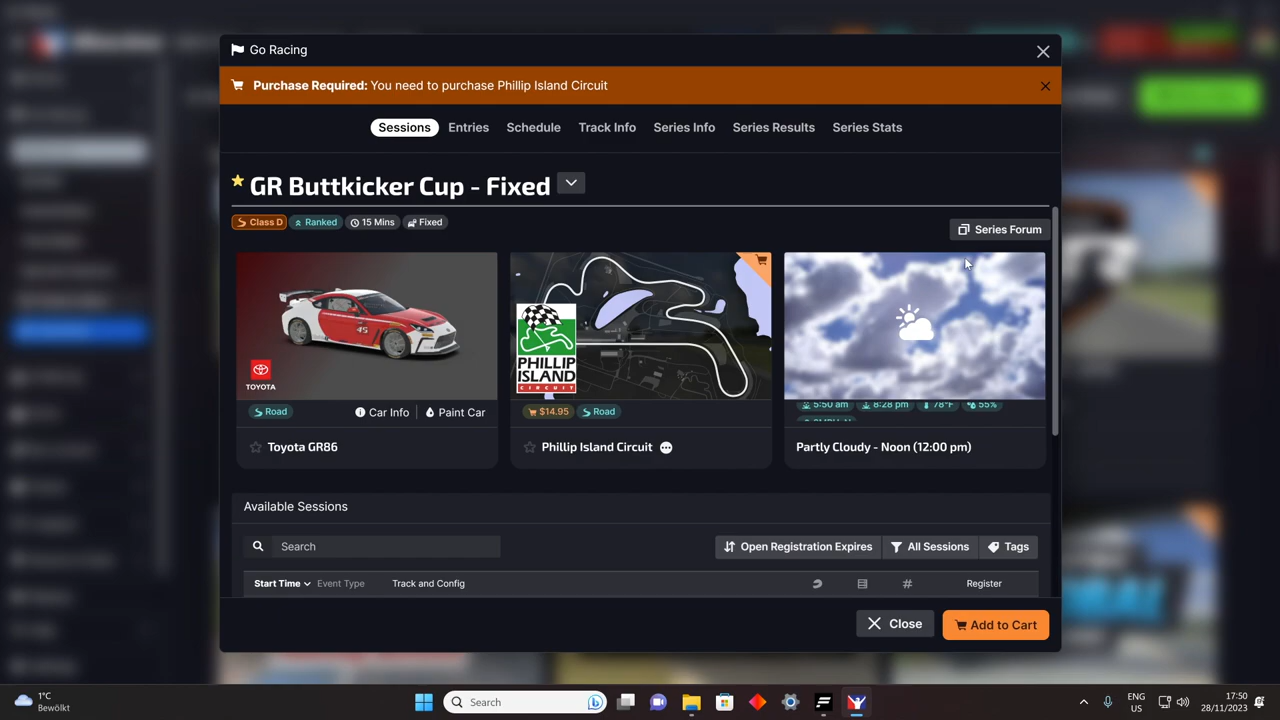 Go Racing
Purchase Required: You need to purchase Phillip Island Circuit
Sessions Entries Schedule Track Info Series Info Series Results Series Stats
GR Buttkicker Cup - Fixed
Class D Ranked 15 Mins Fixed
Series Forum
45
TOYOTA
PHILLIP
ISLAND
CIRCUIT
Road Car Info Paint Car
$14.95 Road
5:50 am 8:28 pm 78°F 55%
Toyota GR86
Phillip Island Circuit
Partly Cloudy - Noon (12:00 pm)
Available Sessions
Search
Open Registration Expires All Sessions Tags
Start Time Event Type Track and Config # Register
Close Add to Cart
1°C
Bewölkt
Search
ENG
US
17:50
28/11/2023